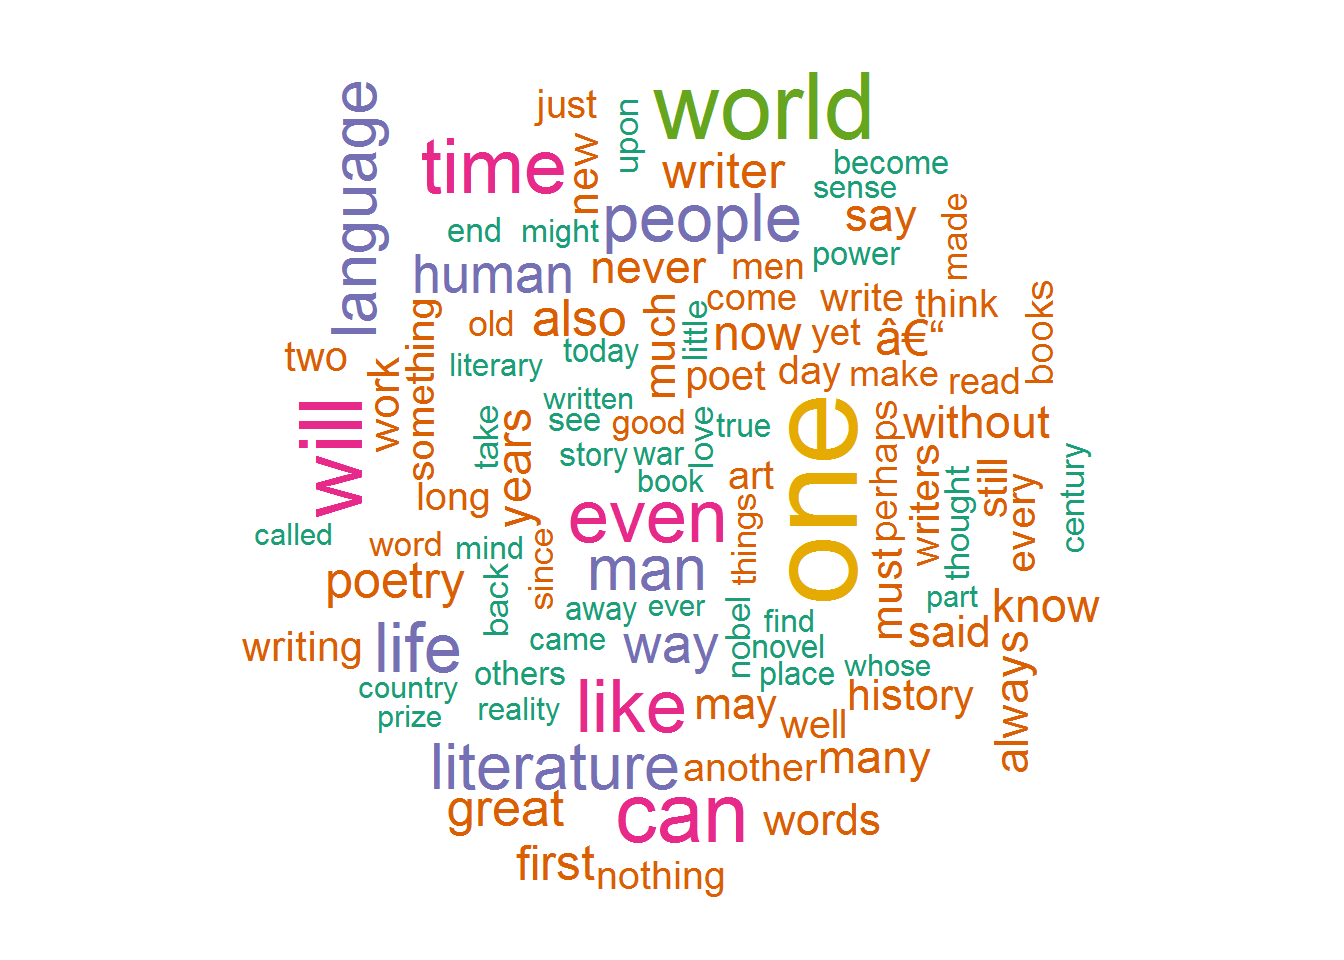 world
just
upon
language
time
new
writer
become
sense
people
say
made
end
might
power
human
never
men
come
write
think
books
old
also
much
little
now
yet
â€“
two
something
literary
today
work
poet
day
make
read
written
will
take
years
see
good
love
true
one
perhaps
without
story
war
book
art
writers
thought
still
every
century
long
even
things
called
word
mind
since
man
must
poetry
back
away
ever
nobel
find
part
know
writing
life
came
way
novel
said
always
others
place
whose
country
prize
reality
like
may
well
history
literature
another
many
great
can
words
first
nothing